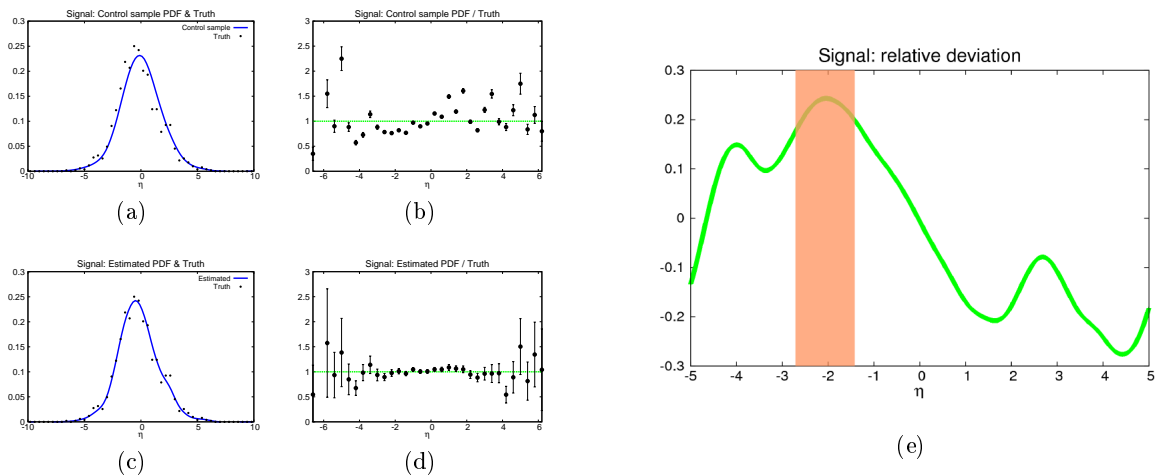 Signal: Control sample PDF & Truth
Control sample
Truth
0.3
0.25
0.2
0.15
0.1
0.05
0
-10 -5 0 5 10
η
(a)
Signal: Control sample PDF / Truth
3
2.5
2
1.5
1
0.5
0
-6 -4 -2 0 2 4 6
η
(b)
Signal: Estimated PDF & Truth
Estimated
Truth
0.3
0.25
0.2
0.15
0.1
0.05
0
-10 -5 0 5 10
η
(c)
Signal: Estimated PDF / Truth
3
2.5
2
1.5
1
0.5
0
-6 -4 -2 0 2 4 6
η
(d)
Signal: relative deviation
0.3
0.2
0.1
0
-0.1
-0.2
-0.3
-5 -4 -3 -2 -1 0 1 2 3 4 5
η
(e)